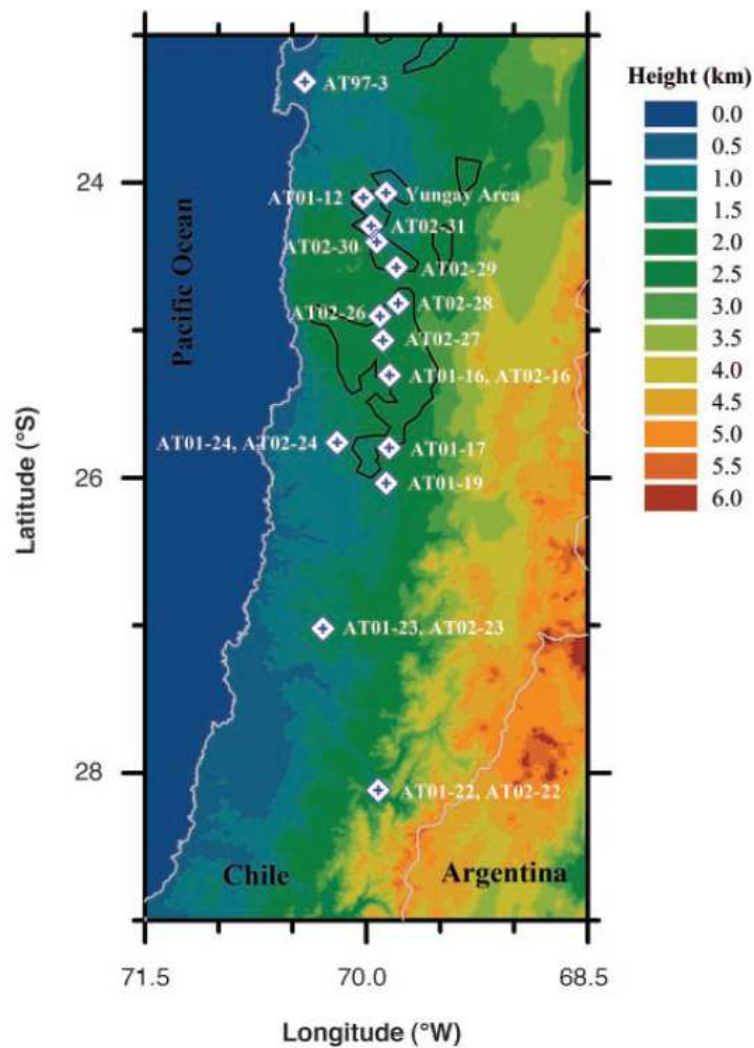 Height (km)
0.0
0.5
1.0
1.5
2.0
2.5
3.0
3.5
4.0
4.5
5.0
5.5
6.0
AT97-3
24
AT01-12
Yungay Area
AT02-31
AT02-30
AT02-29
AT02-28
AT02-26
AT02-27
AT01-16, AT02-16
AT01-24, AT02-24
AT01-17
26
AT01-19
AT01-23, AT02-23
28
AT01-22, AT02-22
Pacific Ocean
Latitude (°S)
Chile
Argentina
71.5
70.0
68.5
Longitude (°W)